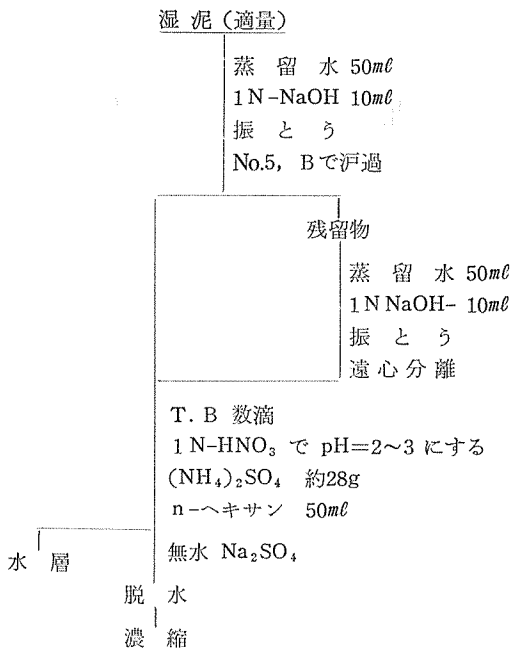 湿泥(適量)
蒸留水 50mℓ
1N-NaOH 10mℓ
振とう
No.5, Bで沪過
残留物
蒸留水 50mℓ
1N NaOH- 10mℓ
振とう
遠心分離
T.B 数滴
1N-HNO₃ で pH=2~3 にする
(NH₄)₂SO₄ 約28g
n-ヘキサン 50mℓ
水層
無水 Na₂SO₄
脱水
濃縮